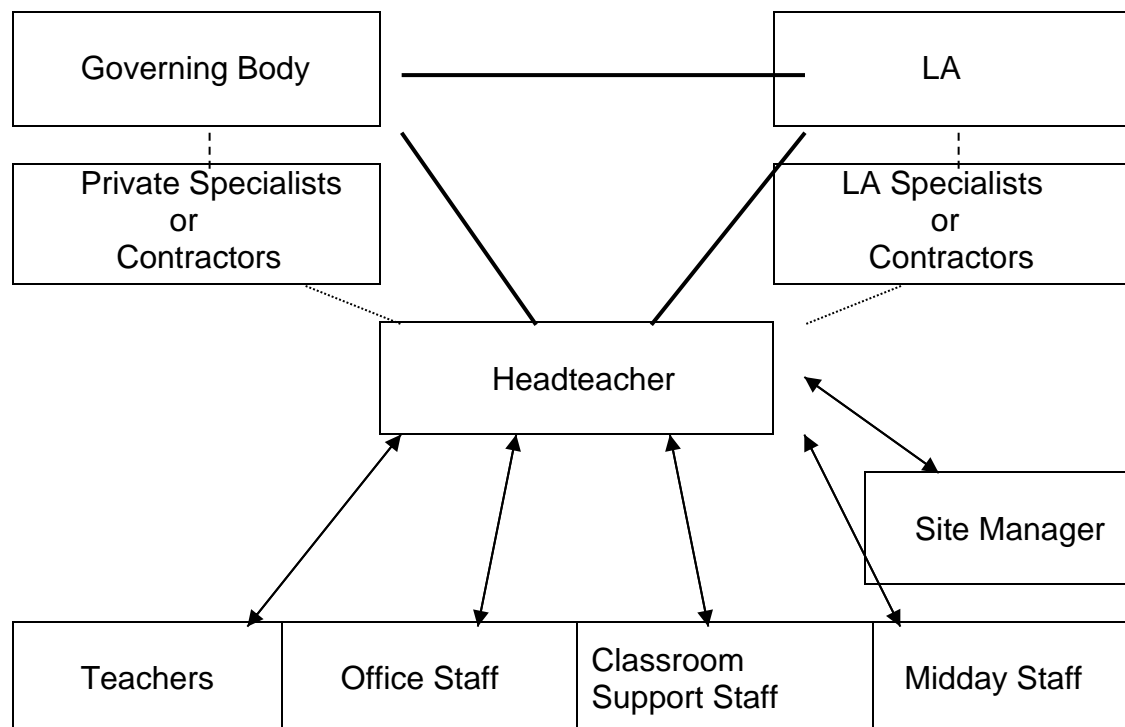 Governing Body
LA
Private Specialists
or
Contractors
LA Specialists
or
Contractors
Headteacher
Site Manager
Teachers
Office Staff
Classroom
Support Staff
Midday Staff